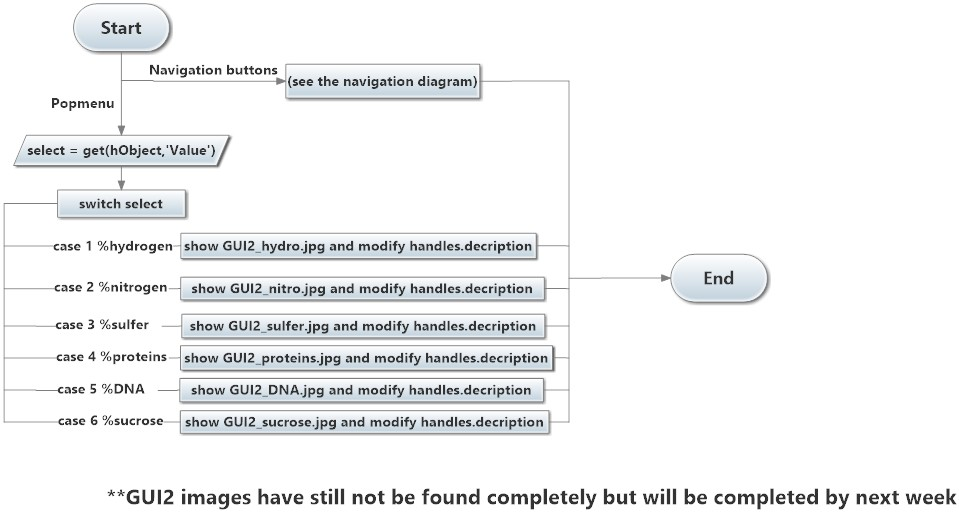 Start
Navigation buttons
(see the navigation diagram)
Popmenu
select = get(hObject,'Value')
switch select
case 1 %hydrogen
show GUI2_hydro.jpg and modify handles.decription
case 2 %nitrogen
show GUI2_nitro.jpg and modify handles.decription
End
case 3 %sulfer
show GUI2_sulfer.jpg and modify handles.decription
case 4 %proteins
show GUI2_proteins.jpg and modify handles.decription
case 5 %DNA
show GUI2_DNA.jpg and modify handles.decription
case 6 %sucrose
show GUI2_sucrose.jpg and modify handles.decription
**GUI2 images have still not be found completely but will be completed by next week